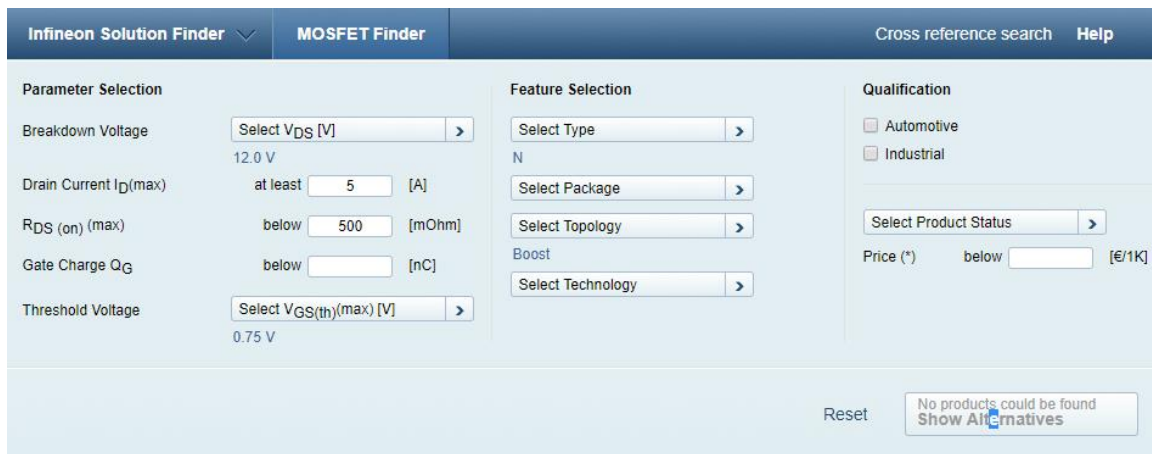 Infineon Solution Finder MOSFET Finder Cross reference search Help
Parameter Selection
Breakdown Voltage Select VDS [V]
12.0 V
Drain Current ID(max) at least 5 [A]
RDS (on) (max) below 500 [mOhm]
Gate Charge QG below [nC]
Threshold Voltage Select VGS(th)(max) [V]
0.75 V
Feature Selection
Select Type
N
Select Package
Select Topology
Boost
Select Technology
Qualification
Automotive
Industrial
Select Product Status
Price (*) below [€/1K]
Reset
No products could be found
Show Alternatives